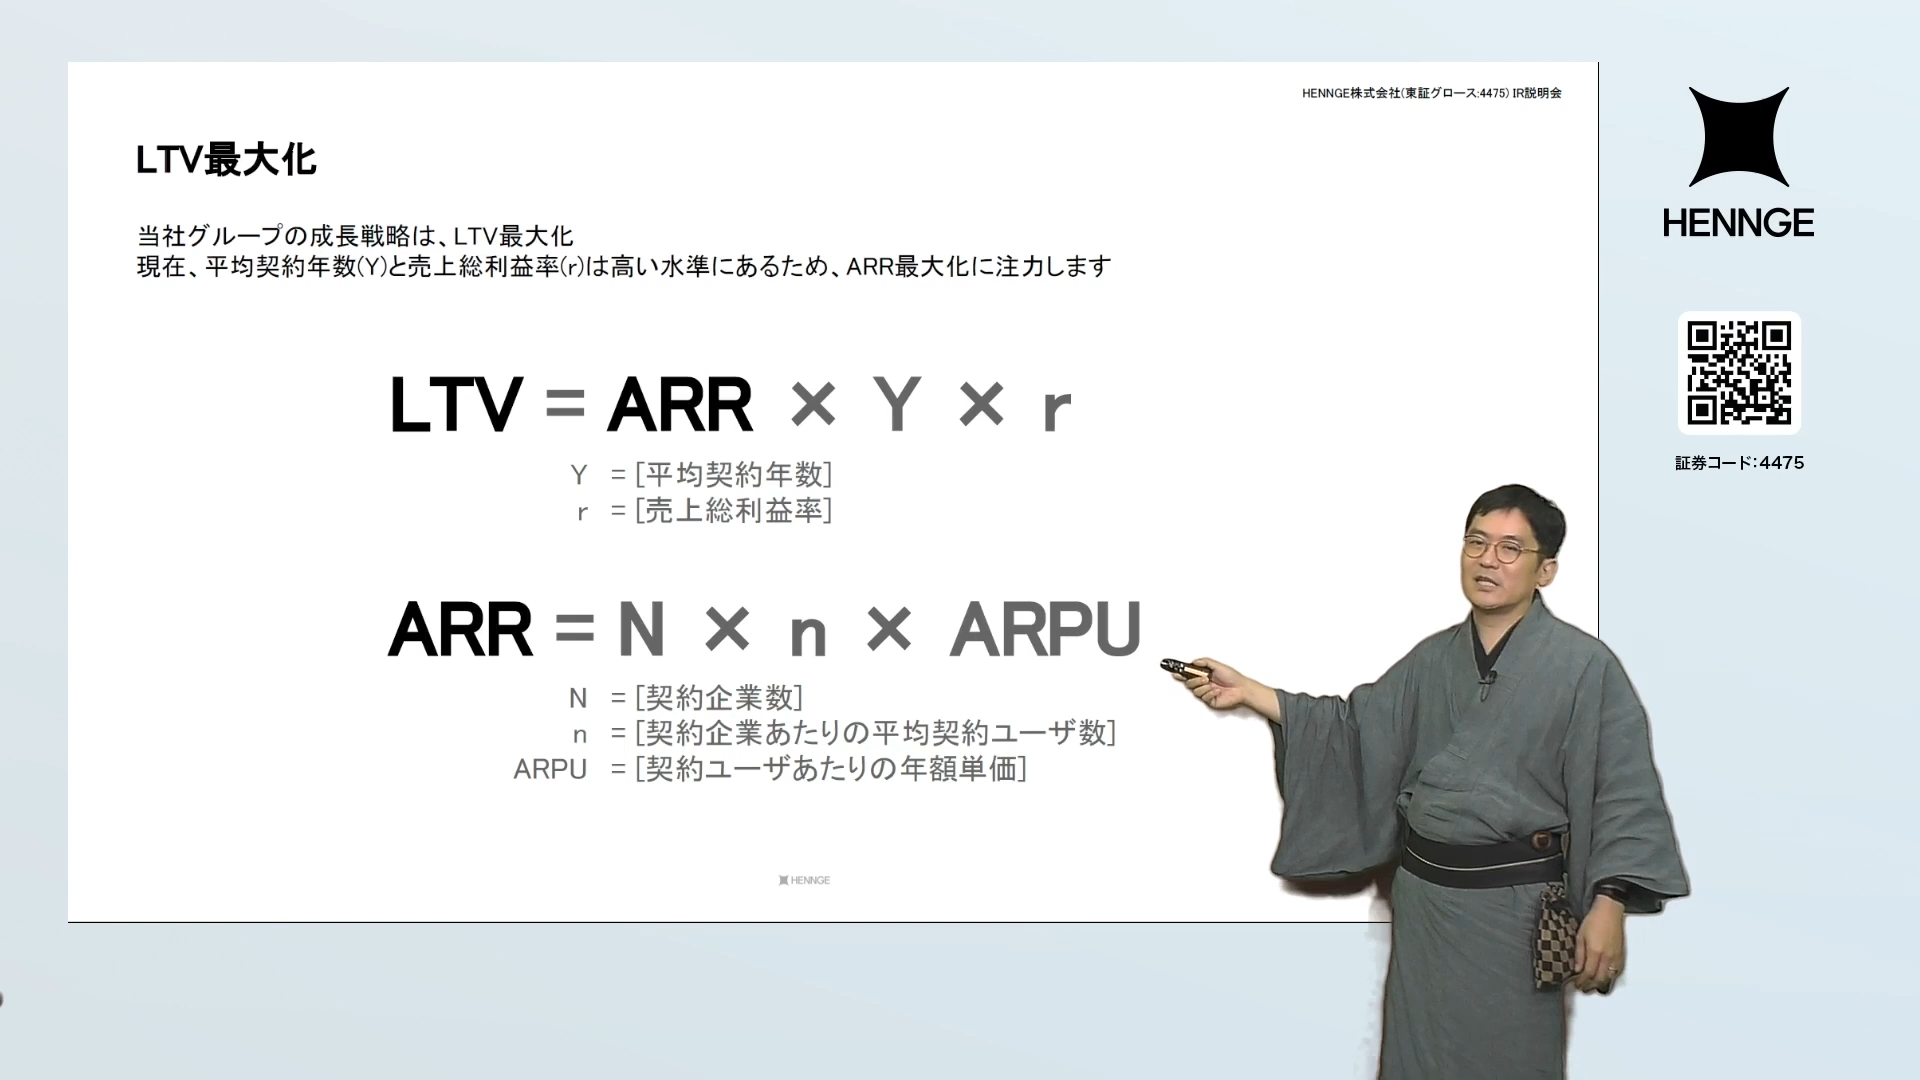 HENNGE株式会社(東証グロース:4475) IR説明会
LTV最大化
当社グループの成長戦略は、LTV最大化
現在、平均契約年数(Y)と売上総利益率(r)は高い水準にあるため、ARR最大化に注力します
LTV = ARR × Y × r
Y = [平均契約年数]
r = [売上総利益率]
ARR = N × n × ARPU
N = [契約企業数]
n = [契約企業あたりの平均契約ユーザ数]
ARPU = [契約ユーザあたりの年額単価]
HENNGE
HENNGE
証券コード:4475